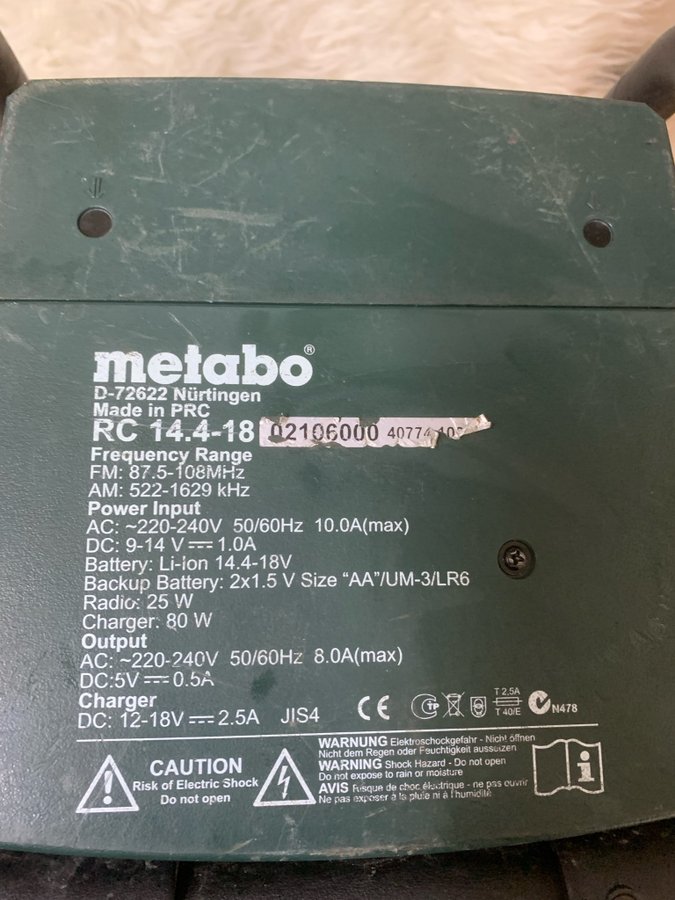 metabo®
D-72622 Nürtingen
Made in PRC
RC 14.4-18 02106000 40774
Frequency Range
FM: 87.5-108MHz
AM: 522-1629 kHz
Power Input
AC: ~220-240V 50/60Hz 10.0A(max)
DC: 9-14 V⎓1.0A
Battery: Li-Ion 14.4-18V
Backup Battery: 2x1.5 V Size “AA”/UM-3/LR6
Radio: 25 W
Charger: 80 W
Output
AC: ~220-240V 50/60Hz 8.0A(max)
DC:5V⎓0.5A
Charger
DC: 12-18V⎓2.5A JIS4
CE
TP
T 2,5A
T 40/E
N478
CAUTION
Risk of Electric Shock
Do not open
WARNUNG Elektroschockgefahr - Nicht öffnen
Nicht dem Regen oder Feuchtigkeit aussetzen
WARNING Shock Hazard - Do not open
Do not expose to rain or moisture
AVIS Risque de choc électrique - ne pas ouvrir
Ne pas exposer à la pluie ni à l'humidité